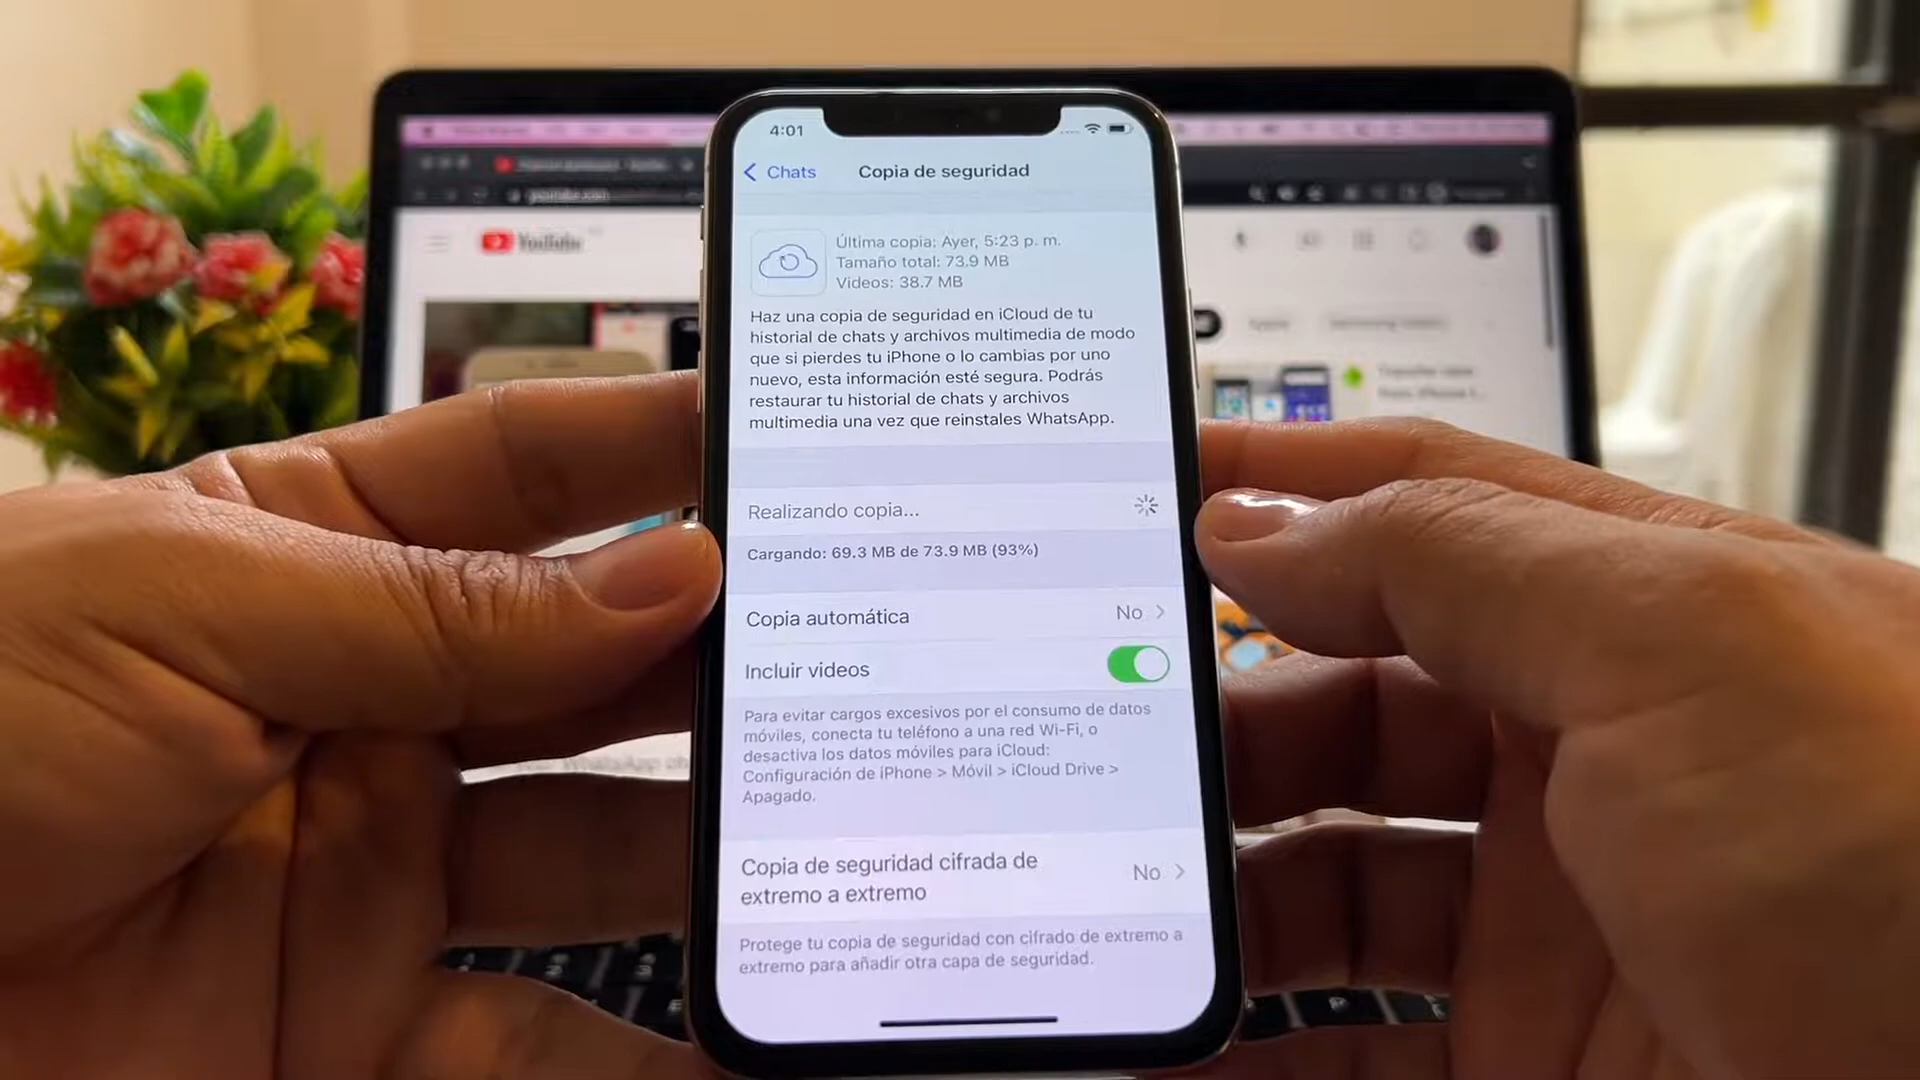 4:01
Chats
Copia de seguridad
Última copia: Ayer, 5:23 p. m.
Tamaño total: 73.9 MB
Videos: 38.7 MB
Haz una copia de seguridad en iCloud de tu
historial de chats y archivos multimedia de modo
que si pierdes tu iPhone o lo cambias por uno
nuevo, esta información esté segura. Podrás
restaurar tu historial de chats y archivos
multimedia una vez que reinstales WhatsApp.
Realizando copia...
Cargando: 69.3 MB de 73.9 MB (93%)
Copia automática
No
Incluir videos
Para evitar cargos excesivos por el consumo de datos
móviles, conecta tu teléfono a una red Wi-Fi, o
desactiva los datos móviles para iCloud:
Configuración de iPhone > Móvil > iCloud Drive >
Apagado.
Copia de seguridad cifrada de
extremo a extremo
No
Protege tu copia de seguridad con cifrado de extremo a
extremo para añadir otra capa de seguridad.
youtube.com
YouTube